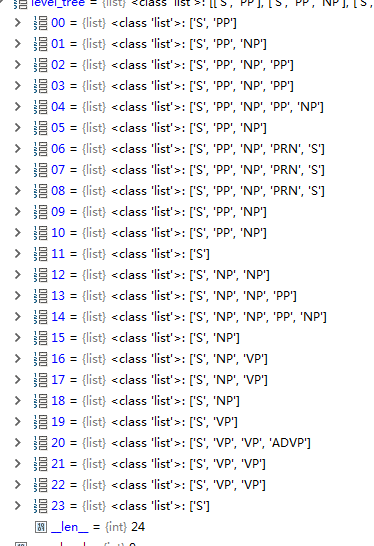 level_tree = {list} <class 'list'>: [['S', 'PP'], ['S', 'PP', 'NP'], ['S',
00 = {list} <class 'list'>: ['S', 'PP']
01 = {list} <class 'list'>: ['S', 'PP', 'NP']
02 = {list} <class 'list'>: ['S', 'PP', 'NP', 'PP']
03 = {list} <class 'list'>: ['S', 'PP', 'NP', 'PP']
04 = {list} <class 'list'>: ['S', 'PP', 'NP', 'PP', 'NP']
05 = {list} <class 'list'>: ['S', 'PP', 'NP']
06 = {list} <class 'list'>: ['S', 'PP', 'NP', 'PRN', 'S']
07 = {list} <class 'list'>: ['S', 'PP', 'NP', 'PRN', 'S']
08 = {list} <class 'list'>: ['S', 'PP', 'NP', 'PRN', 'S']
09 = {list} <class 'list'>: ['S', 'PP', 'NP']
10 = {list} <class 'list'>: ['S', 'PP', 'NP']
11 = {list} <class 'list'>: ['S']
12 = {list} <class 'list'>: ['S', 'NP', 'NP']
13 = {list} <class 'list'>: ['S', 'NP', 'NP', 'PP']
14 = {list} <class 'list'>: ['S', 'NP', 'NP', 'PP', 'NP']
15 = {list} <class 'list'>: ['S', 'NP']
16 = {list} <class 'list'>: ['S', 'NP', 'VP']
17 = {list} <class 'list'>: ['S', 'NP', 'VP']
18 = {list} <class 'list'>: ['S', 'NP']
19 = {list} <class 'list'>: ['S', 'VP']
20 = {list} <class 'list'>: ['S', 'VP', 'VP', 'ADVP']
21 = {list} <class 'list'>: ['S', 'VP', 'VP']
22 = {list} <class 'list'>: ['S', 'VP', 'VP']
23 = {list} <class 'list'>: ['S']
__len__ = {int} 24